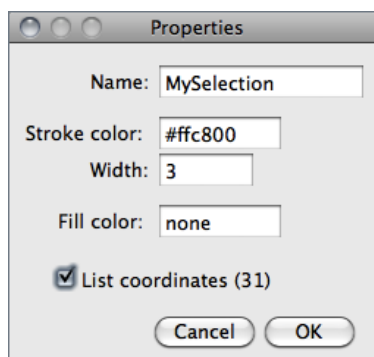 Properties
Name: MySelection
Stroke color: #ffc800
Width: 3
Fill color: none
List coordinates (31)
Cancel OK